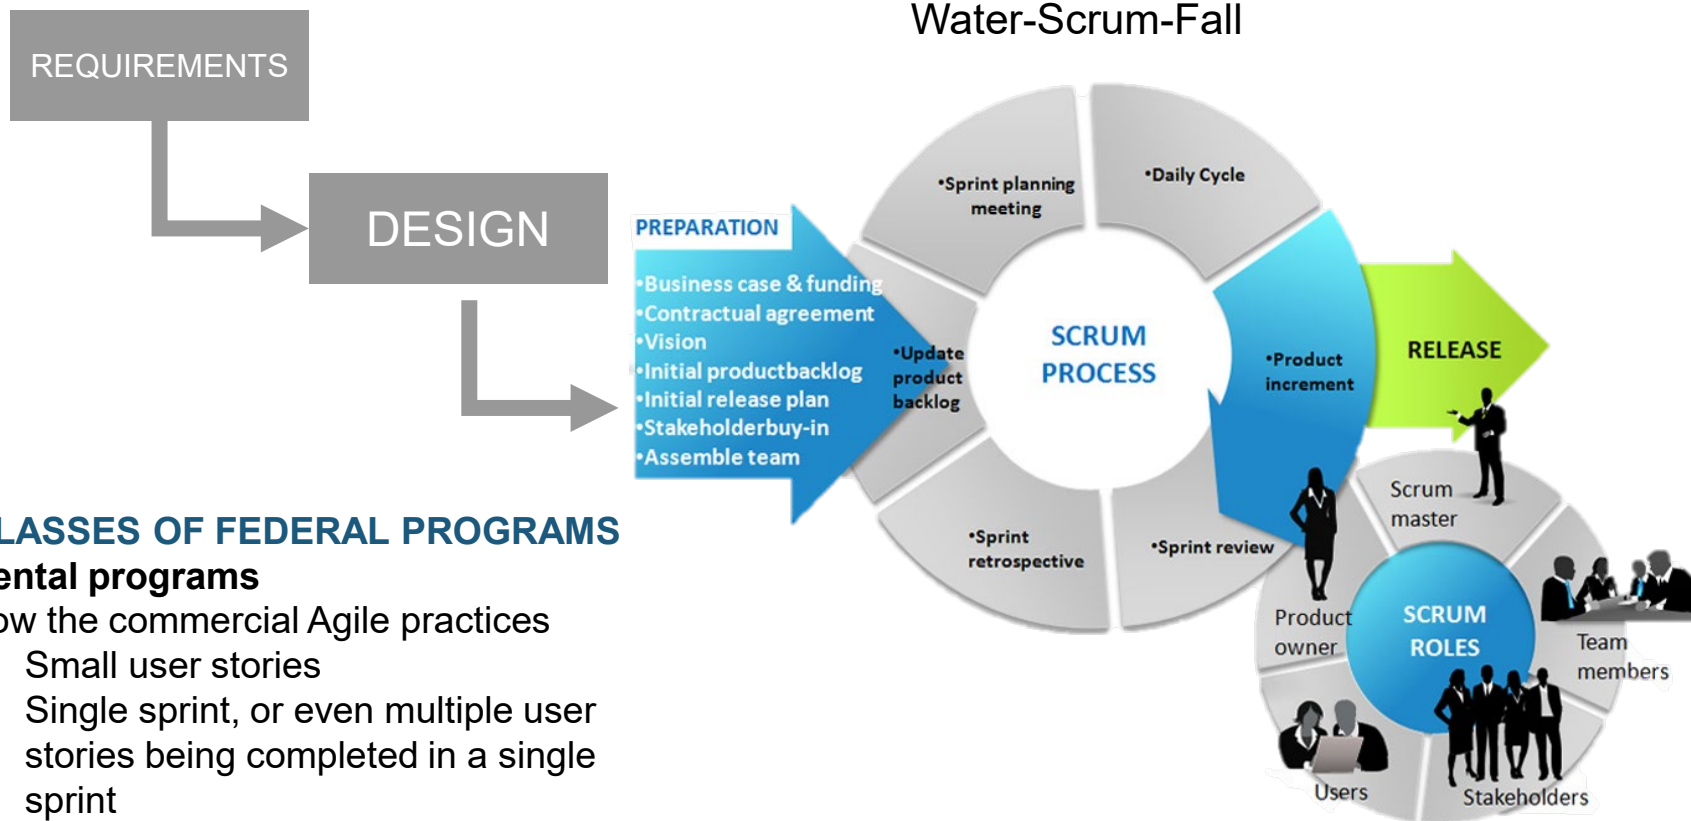 Water-Scrum-Fall
REQUIREMENTS
DESIGN
PREPARATION
•Business case & funding
•Contractual agreement
•Vision
•Initial productbacklog
•Initial release plan
•Stakeholderbuy-in
•Assemble team
•Sprint planning
meeting
•Daily Cycle
•Update
product
backlog
SCRUM
PROCESS
•Product
increment
RELEASE
•Sprint
retrospective
•Sprint review
Scrum
master
Product
owner
SCRUM
ROLES
Team
members
Users
Stakeholders
LASSES OF FEDERAL PROGRAMS
ental programs
ow the commercial Agile practices
Small user stories
Single sprint, or even multiple user
stories being completed in a single
sprint